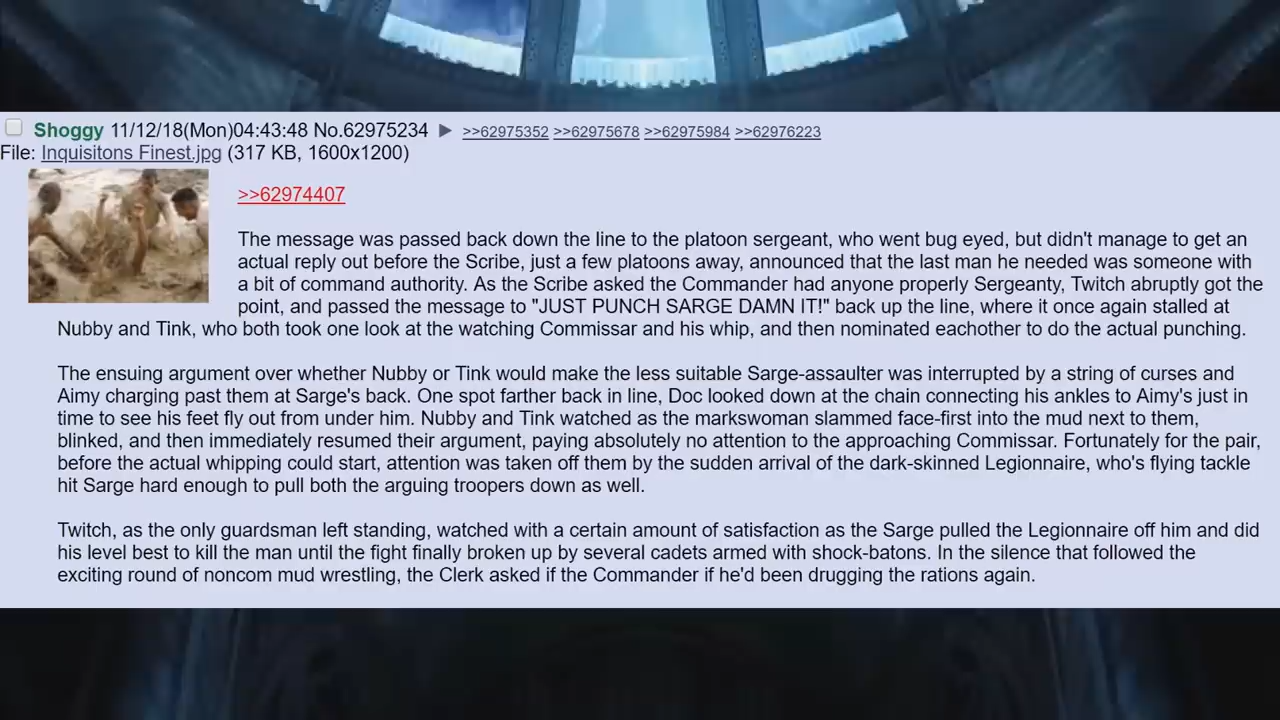 Shoggy 11/12/18(Mon)04:43:48 No.62975234 ▶ >>62975352 >>62975678 >>62975984 >>62976223
File: Inquisitons Finest.jpg (317 KB, 1600x1200)
>>62974407
The message was passed back down the line to the platoon sergeant, who went bug eyed, but didn't manage to get an
actual reply out before the Scribe, just a few platoons away, announced that the last man he needed was someone with
a bit of command authority. As the Scribe asked the Commander had anyone properly Sergeanty, Twitch abruptly got the
point, and passed the message to "JUST PUNCH SARGE DAMN IT!" back up the line, where it once again stalled at
Nubby and Tink, who both took one look at the watching Commissar and his whip, and then nominated eachother to do the actual punching.
The ensuing argument over whether Nubby or Tink would make the less suitable Sarge-assaulter was interrupted by a string of curses and
Aimy charging past them at Sarge's back. One spot farther back in line, Doc looked down at the chain connecting his ankles to Aimy's just in
time to see his feet fly out from under him. Nubby and Tink watched as the markswoman slammed face-first into the mud next to them,
blinked, and then immediately resumed their argument, paying absolutely no attention to the approaching Commissar. Fortunately for the pair,
before the actual whipping could start, attention was taken off them by the sudden arrival of the dark-skinned Legionnaire, who's flying tackle
hit Sarge hard enough to pull both the arguing troopers down as well.
Twitch, as the only guardsman left standing, watched with a certain amount of satisfaction as the Sarge pulled the Legionnaire off him and did
his level best to kill the man until the fight finally broken up by several cadets armed with shock-batons. In the silence that followed the
exciting round of noncom mud wrestling, the Clerk asked if the Commander if he'd been drugging the rations again.